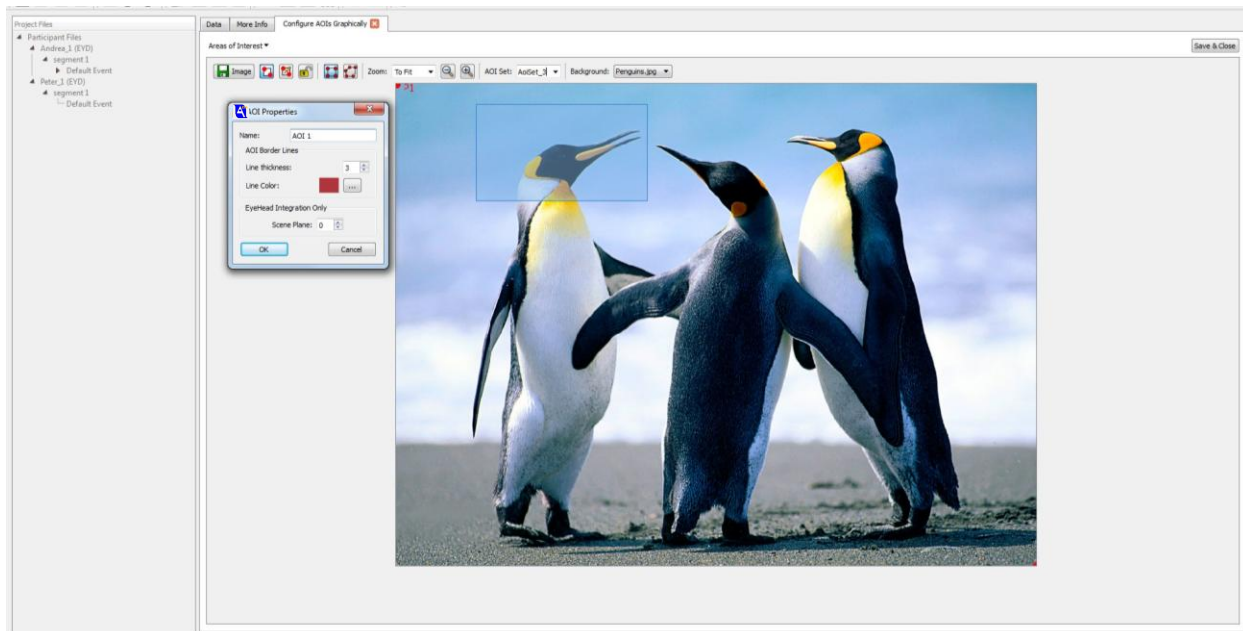 Project Files
Participant Files
Andrea_1 (EYD)
segment 1
Default Event
Peter_1 (EYD)
segment 1
Default Event
Data More Info Configure AOIs Graphically
Areas of Interest
Save & Close
Image Zoom: To Fit AOI Set: AoiSet_3 Background: Penguins.jpg
AOI Properties
Name: AOI 1
AOI Border Lines
Line thickness: 3
Line Color: ...
EyeHead Integration Only
Scene Plane: 0
OK Cancel